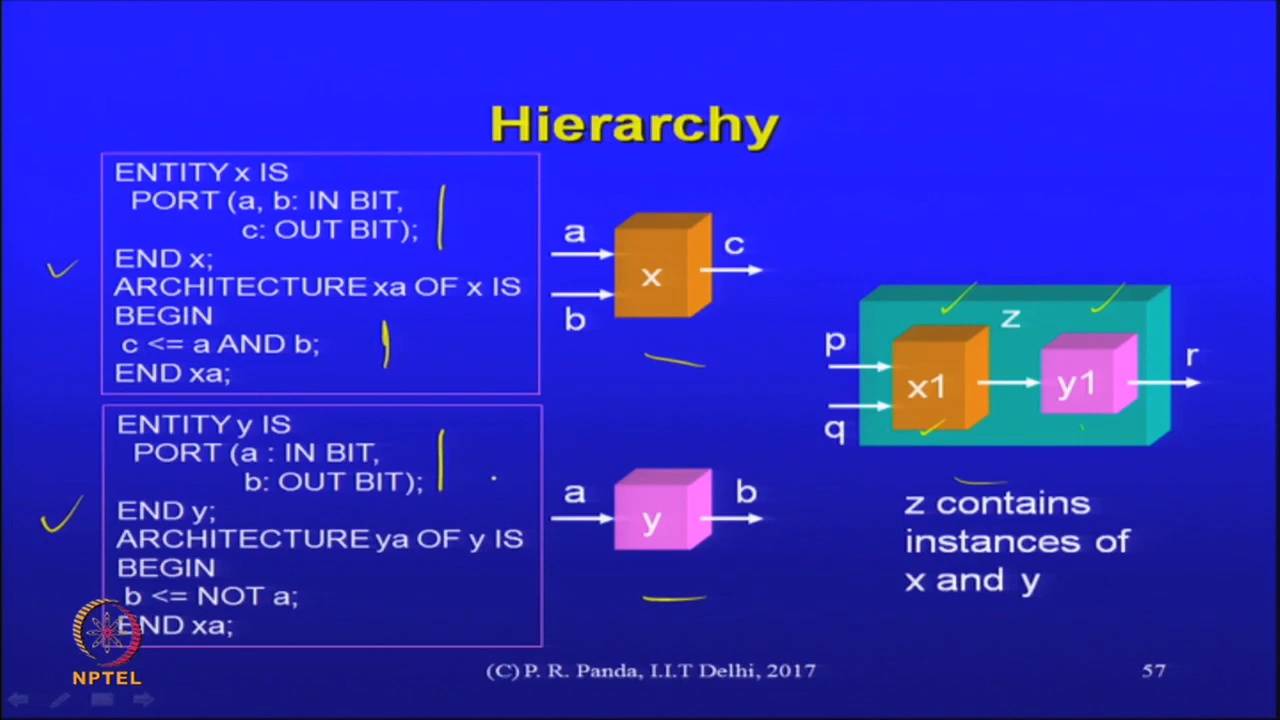 Hierarchy
ENTITY x IS
PORT (a, b: IN BIT,
c: OUT BIT);
END x;
ARCHITECTURE xa OF x IS
BEGIN
c <= a AND b;
END xa;
ENTITY y IS
PORT (a : IN BIT,
b: OUT BIT);
END y;
ARCHITECTURE ya OF y IS
BEGIN
b <= NOT a;
END xa;
a
b
x
c
a
y
b
z
p
q
x1
y1
r
z contains
instances of
x and y
NPTEL
(C) P. R. Panda, I.I.T Delhi, 2017
57